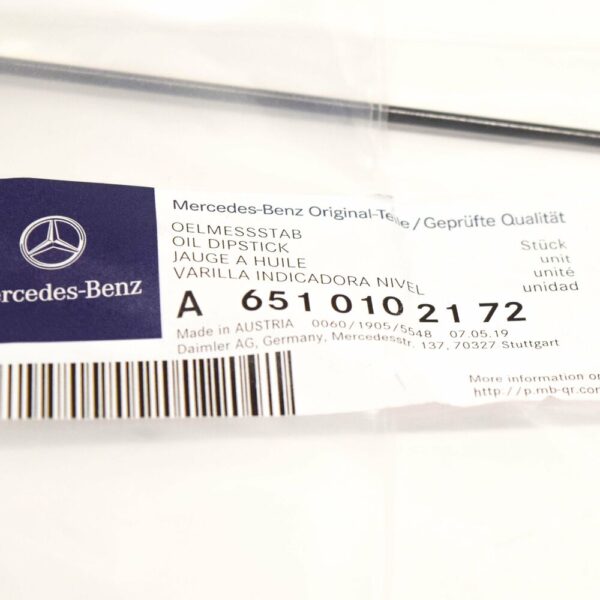 Mercedes-Benz Original-Teile/Geprüfte Qualität
OELMESSSTAB Stück
OIL DIPSTICK unit
JAUGE A HUILE unité
VARILLA INDICADORA NIVEL unidad
ercedes-Benz
A 651 010 21 72
Made in AUSTRIA 0060/1905/5548 07.05.19
Daimler AG, Germany, Mercedesstr. 137, 70327 Stuttgart
More information on
http://p.mb-qr.com